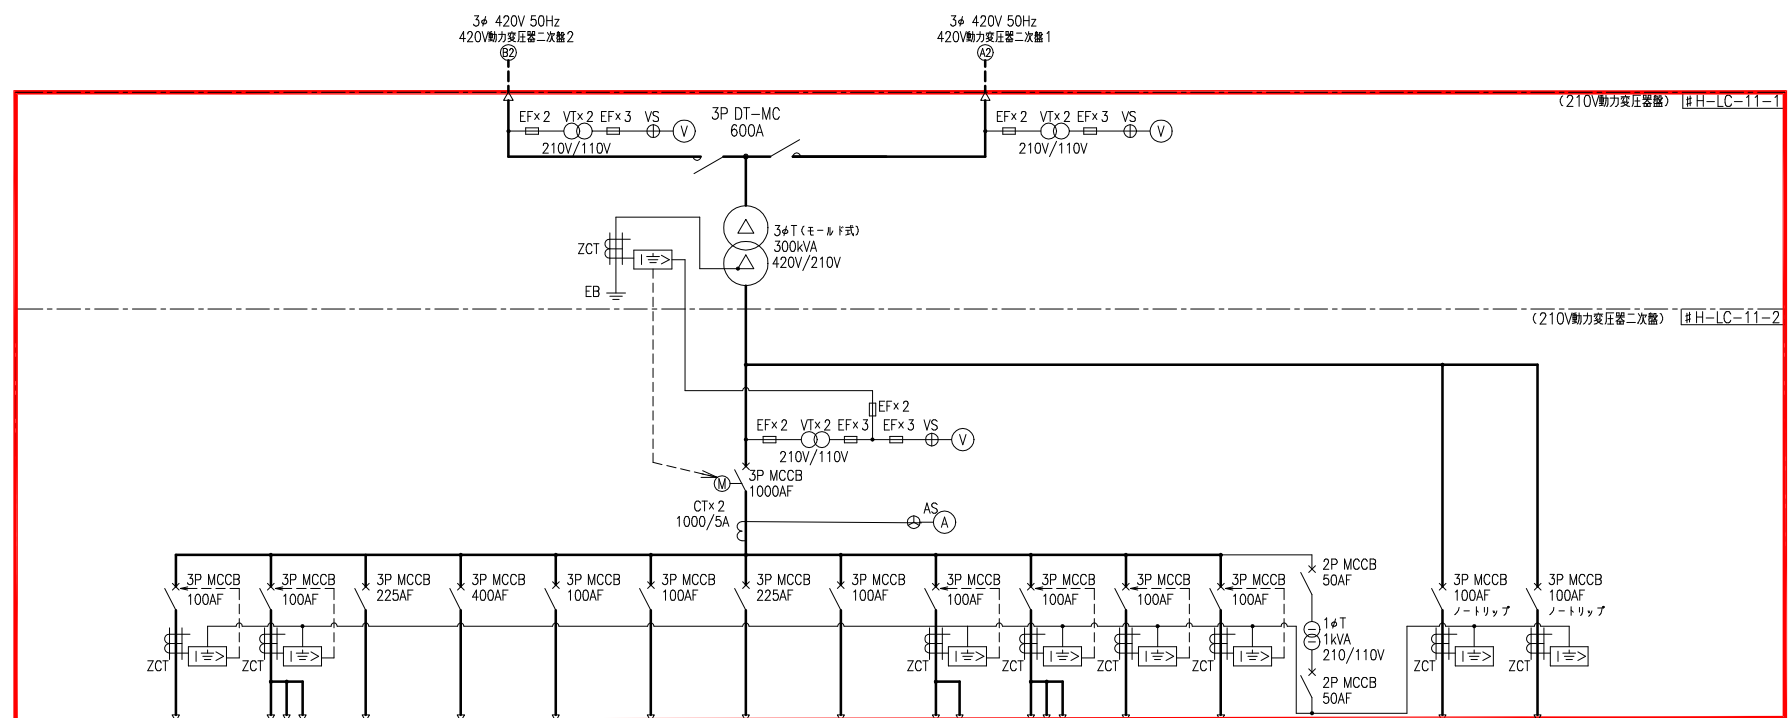 3φ 420V 50Hz
420V動力変圧器二次盤2
B2
3φ 420V 50Hz
420V動力変圧器二次盤1
A2
(210V動力変圧器盤) #H-LC-11-1
EF×2 VT×2 EF×3 VS V
210V/110V
3P DT-MC
600A
EF×2 VT×2 EF×3 VS V
210V/110V
ZCT
I >
EB
3φT(モールド式)
300kVA
420V/210V
(210V動力変圧器二次盤) #H-LC-11-2
EF×2
EF×2 VT×2 EF×3 EF×3 VS V
210V/110V
M
3P MCCB
1000AF
CT×2
1000/5A
AS
A
3P MCCB
100AF
3P MCCB
100AF
3P MCCB
225AF
3P MCCB
400AF
3P MCCB
100AF
3P MCCB
100AF
3P MCCB
225AF
3P MCCB
100AF
3P MCCB
100AF
3P MCCB
100AF
3P MCCB
100AF
3P MCCB
100AF
2P MCCB
50AF
3P MCCB
100AF
ノートリップ
3P MCCB
100AF
ノートリップ
1φT
1kVA
210/110V
2P MCCB
50AF
ZCT
I >
ZCT
I >
ZCT
I >
ZCT
I >
ZCT
I >
ZCT
I >
ZCT
I >
ZCT
I >